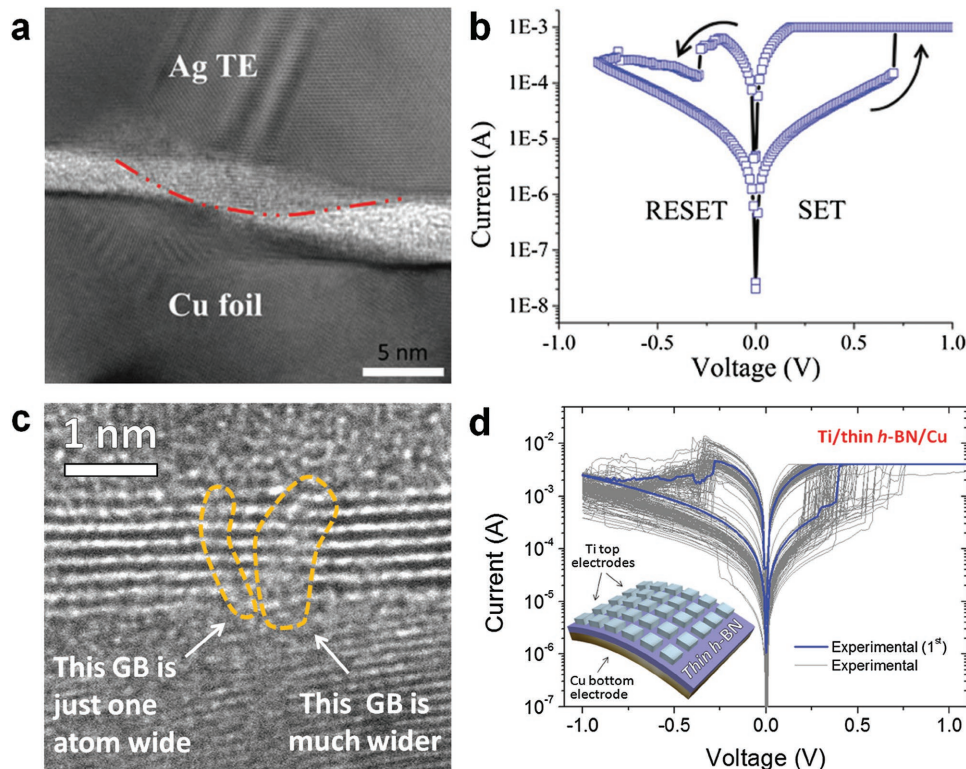 a
Ag TE
Cu foil
5 nm
b
Current (A)
1E-3
1E-4
1E-5
1E-6
1E-7
1E-8
RESET
SET
-1.0
-0.5
0.0
0.5
1.0
Voltage (V)
c
1 nm
This GB is
just one
atom wide
This GB is
much wider
d
Ti/thin h-BN/Cu
Current (A)
10⁻²
10⁻³
10⁻⁴
10⁻⁵
10⁻⁶
10⁻⁷
Ti top
electrodes
Thin h-BN
Cu bottom
electrode
Experimental (1st)
Experimental
-1.0
-0.5
0.0
0.5
1.0
Voltage (V)